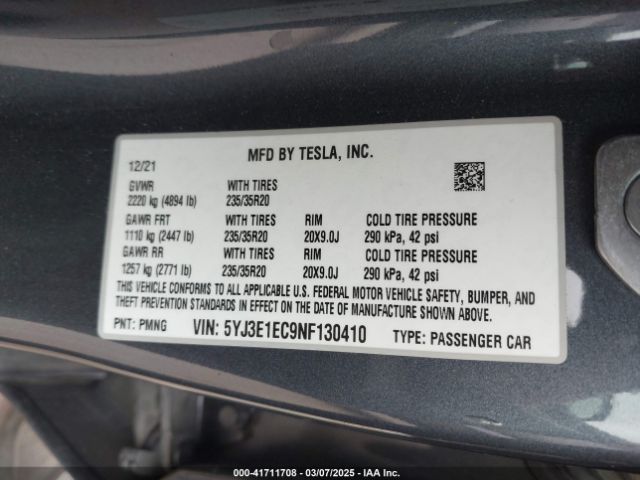 MFD BY TESLA, INC.
12/21
GVWR WITH TIRES
2220 kg (4894 lb) 235/35R20
GAWR FRT WITH TIRES RIM COLD TIRE PRESSURE
1110 kg (2447 lb) 235/35R20 20X9.0J 290 kPa, 42 psi
GAWR RR WITH TIRES RIM COLD TIRE PRESSURE
1257 kg (2771 lb) 235/35R20 20X9.0J 290 kPa, 42 psi
THIS VEHICLE CONFORMS TO ALL APPLICABLE U.S. FEDERAL MOTOR VEHICLE SAFETY, BUMPER, AND
THEFT PREVENTION STANDARDS IN EFFECT ON THE DATE OF MANUFACTURE SHOWN ABOVE.
PNT: PMNG VIN: 5YJ3E1EC9NF130410 TYPE: PASSENGER CAR
000-41711708 - 03/07/2025 - IAA Inc.